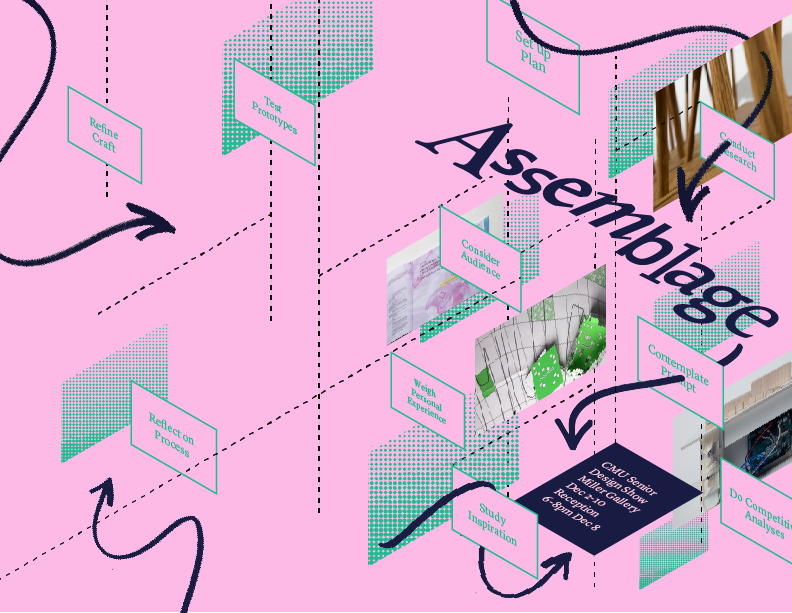 Set up
Plan
Refine
Craft
Test
Prototypes
Conduct
Research
Assemblage
Consider
Audience
Contemplate
Prompt
Weigh
Personal
Experience
Reflect on
Process
CMU Senior
Design Show
Miller Gallery
Dec 2-10
Reception
6-8pm Dec 8
Study
Inspiration
Do Competiti
Analyses